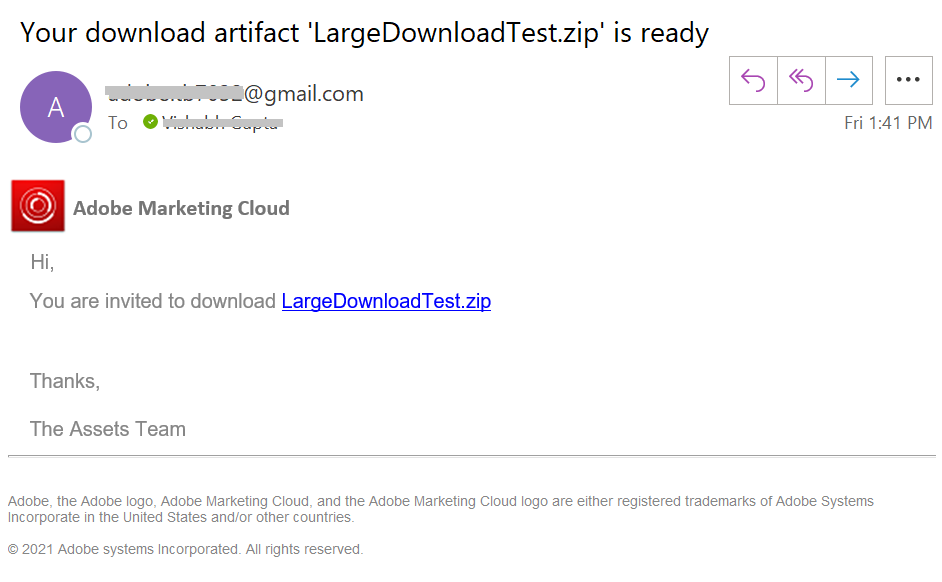 Your download artifact 'LargeDownloadTest.zip' is ready
A
@gmail.com
To
Fri 1:41 PM
Adobe Marketing Cloud
Hi,
You are invited to download LargeDownloadTest.zip
Thanks,
The Assets Team
Adobe, the Adobe logo, Adobe Marketing Cloud, and the Adobe Marketing Cloud logo are either registered trademarks of Adobe Systems
Incorporate in the United States and/or other countries.
© 2021 Adobe systems Incorporated. All rights reserved.